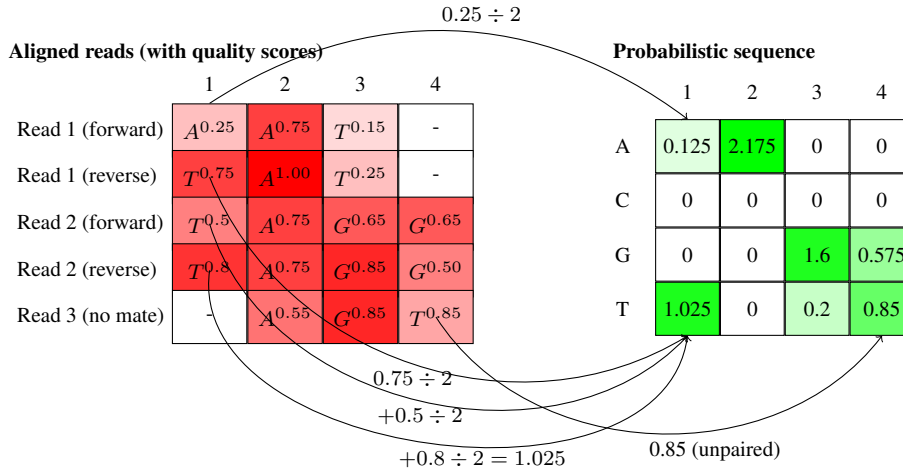 0.25 ÷ 2
Aligned reads (with quality scores) Probabilistic sequence
1 2 3 4 1 2 3 4
Read 1 (forward) A^0.25 A^0.75 T^0.15 - A 0.125 2.175 0 0
Read 1 (reverse) T^0.75 A^1.00 T^0.25 - C 0 0 0 0
Read 2 (forward) T^0.5 A^0.75 G^0.65 G^0.65 G 0 0 1.6 0.575
Read 2 (reverse) T^0.8 A^0.75 G^0.85 G^0.50 T 1.025 0 0.2 0.85
Read 3 (no mate) - A^0.55 G^0.85 T^0.85
0.75 ÷ 2
+0.5 ÷ 2
+0.8 ÷ 2 = 1.025 0.85 (unpaired)